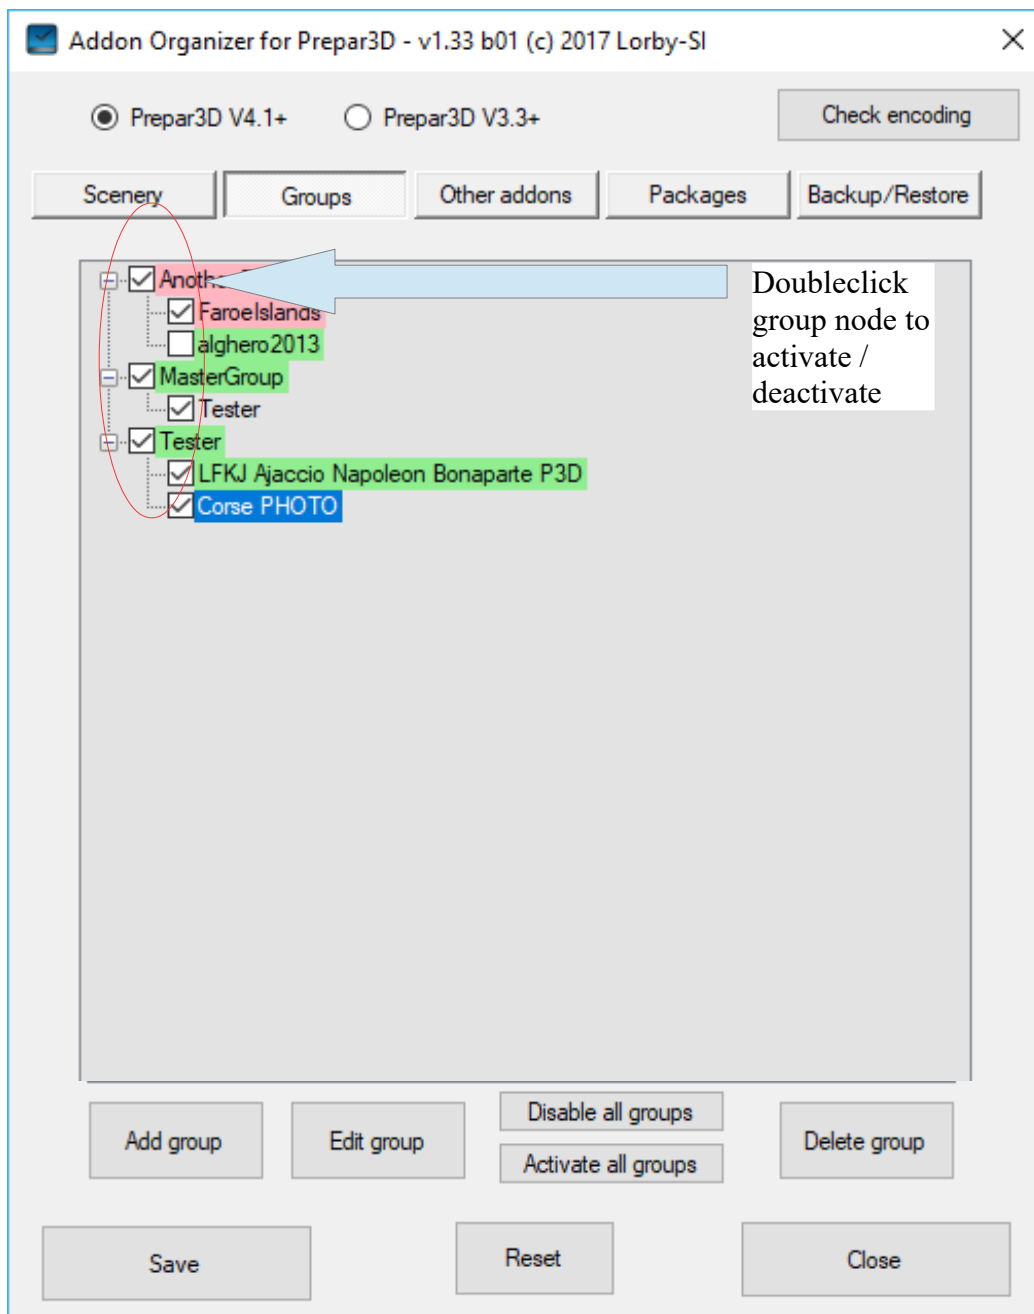 Addon Organizer for Prepar3D - v1.33 b01 (c) 2017 Lorby-SI
Prepar3D V4.1+ Prepar3D V3.3+ Check encoding
Scenery Groups Other addons Packages Backup/Restore
FaroeIslands
alghero2013
MasterGroup
Tester
Tester
LFKJ Ajaccio Napoleon Bonaparte P3D
Corse PHOTO
Doubleclick
group node to
activate /
deactivate
Add group Edit group Disable all groups Delete group
Activate all groups
Save Reset Close